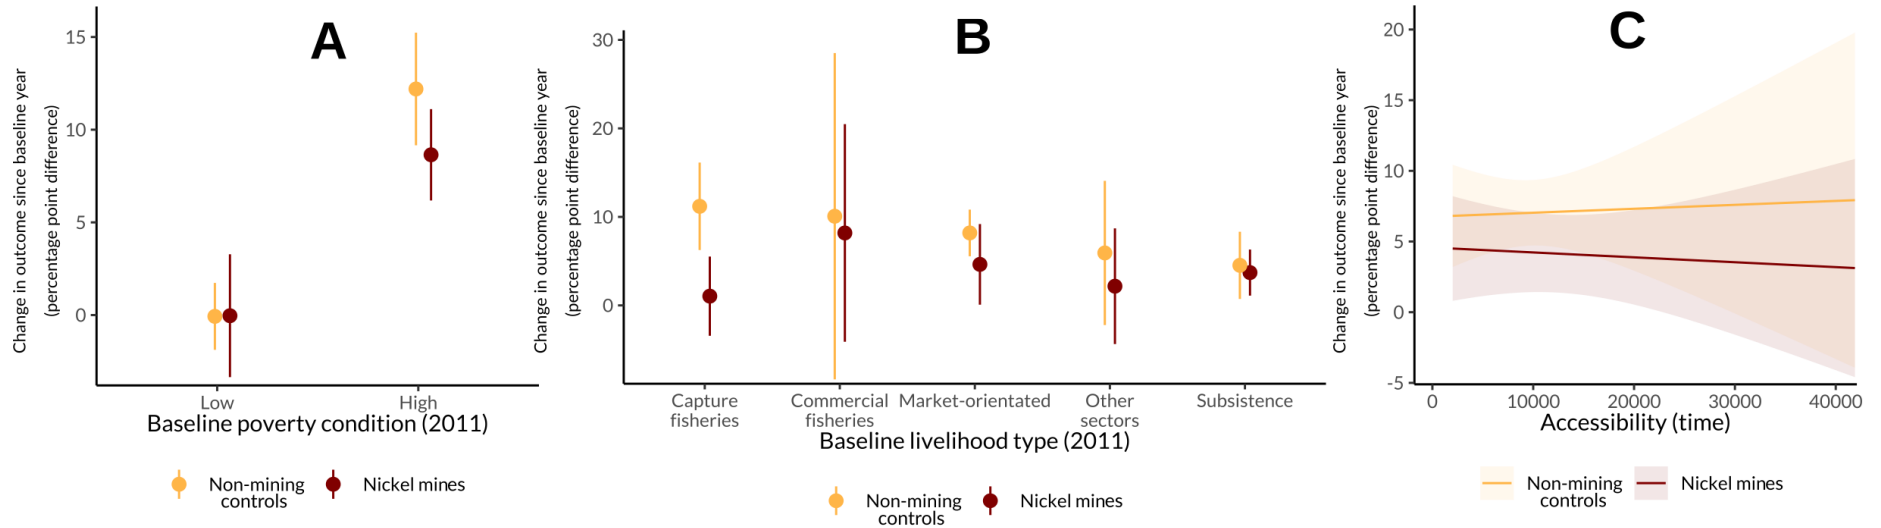 A
Change in outcome since baseline year
(percentage point difference)
15
10
5
0
Low
High
Baseline poverty condition (2011)
Non-mining
controls
Nickel mines
B
Change in outcome since baseline year
(percentage point difference)
30
20
10
0
Capture
fisheries
Commercial
fisheries
Market-orientated
Other
sectors
Subsistence
Baseline livelihood type (2011)
Non-mining
controls
Nickel mines
C
Change in outcome since baseline year
(percentage point difference)
20
15
10
5
0
-5
0
10000
20000
30000
40000
Accessibility (time)
Non-mining
controls
Nickel mines